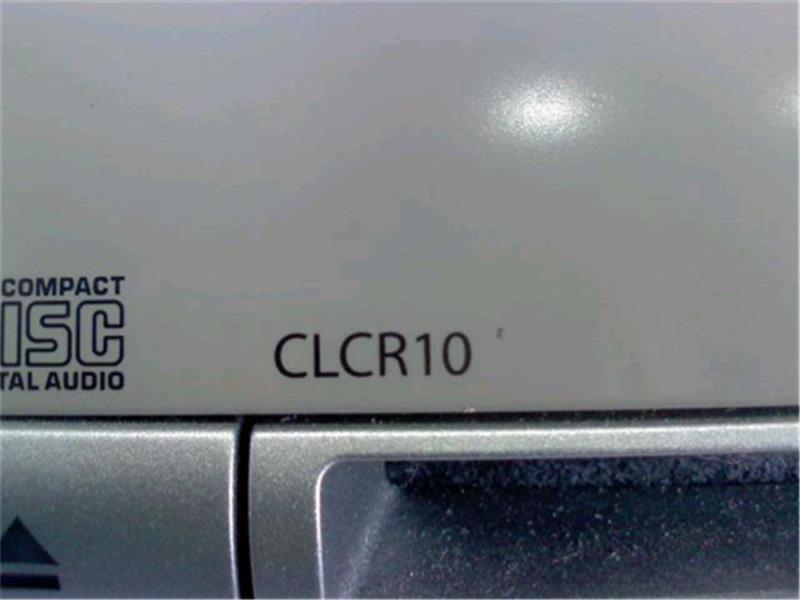 COMPACT
ISC
TAL AUDIO
CLCR10